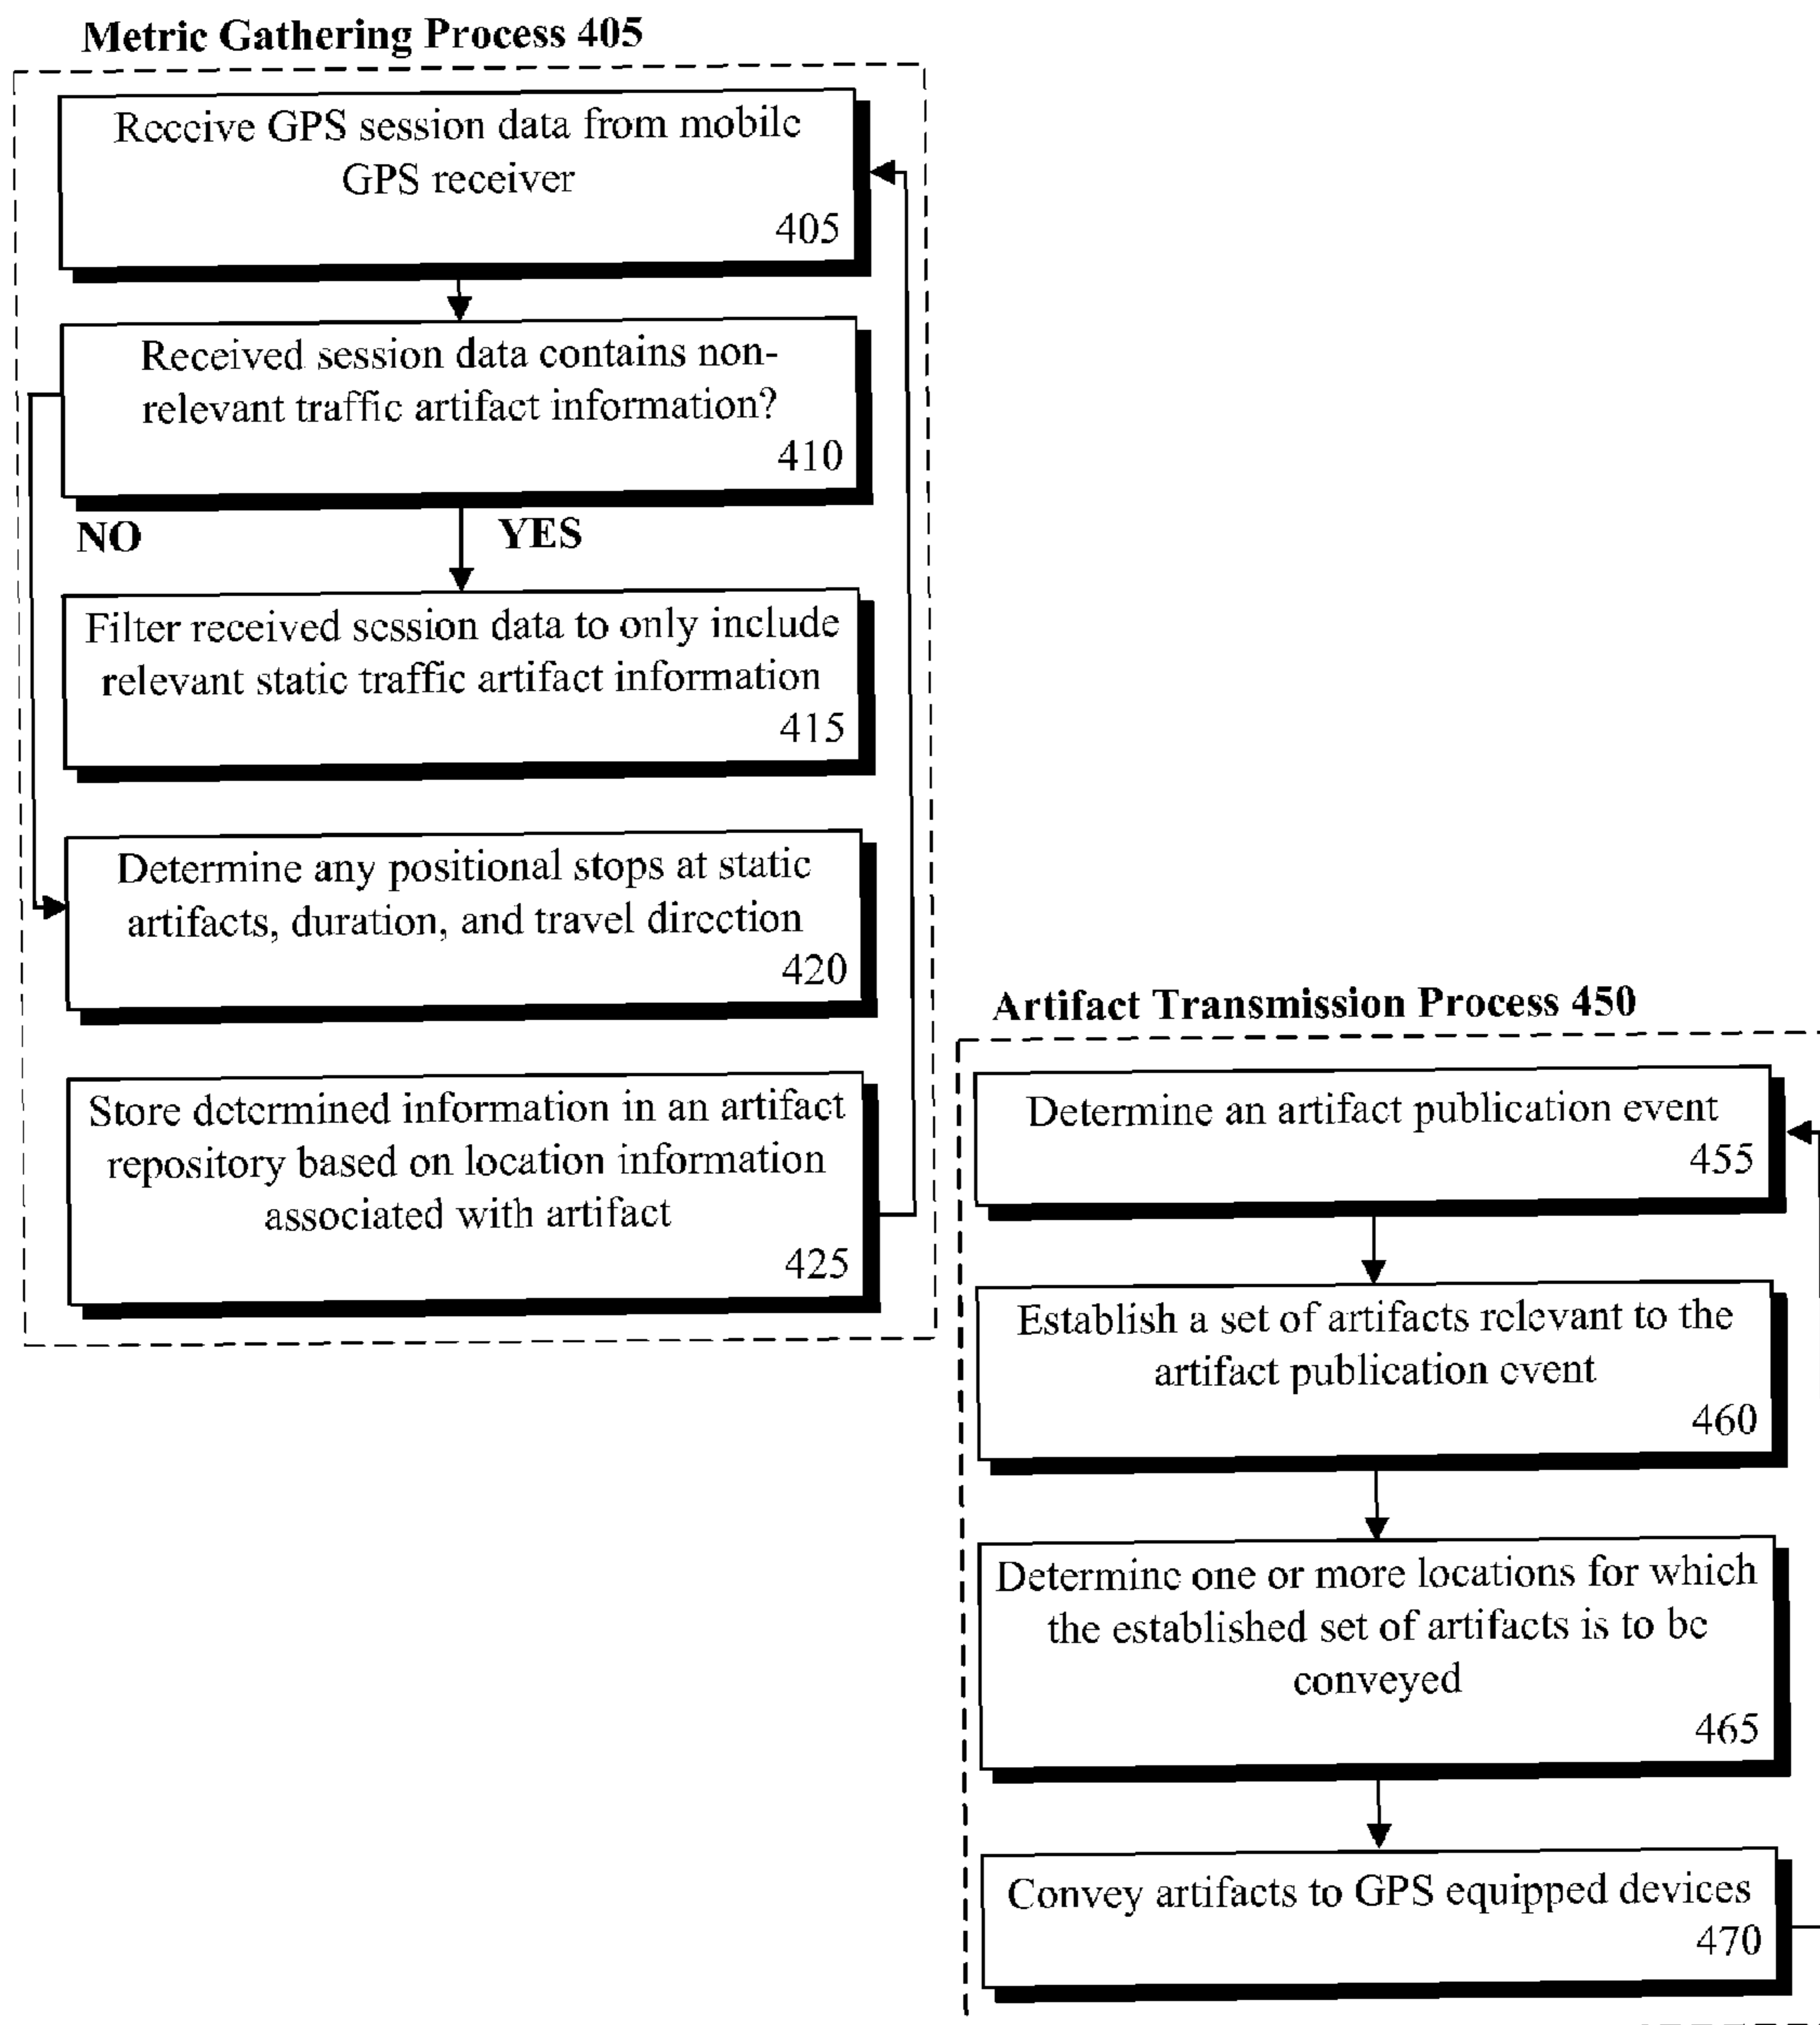 Metric Gathering Process 405
Receive GPS session data from mobile
GPS receiver
405
Received session data contains non-
relevant traffic artifact information?
410
NO
YES
Filter received session data to only include
relevant static traffic artifact information
415
Determine any positional stops at static
artifacts, duration, and travel direction
420
Store determined information in an artifact
repository based on location information
associated with artifact
425
Artifact Transmission Process 450
Determine an artifact publication event
455
Establish a set of artifacts relevant to the
artifact publication event
460
Determine one or more locations for which
the established set of artifacts is to be
conveyed
465
Convey artifacts to GPS equipped devices
470